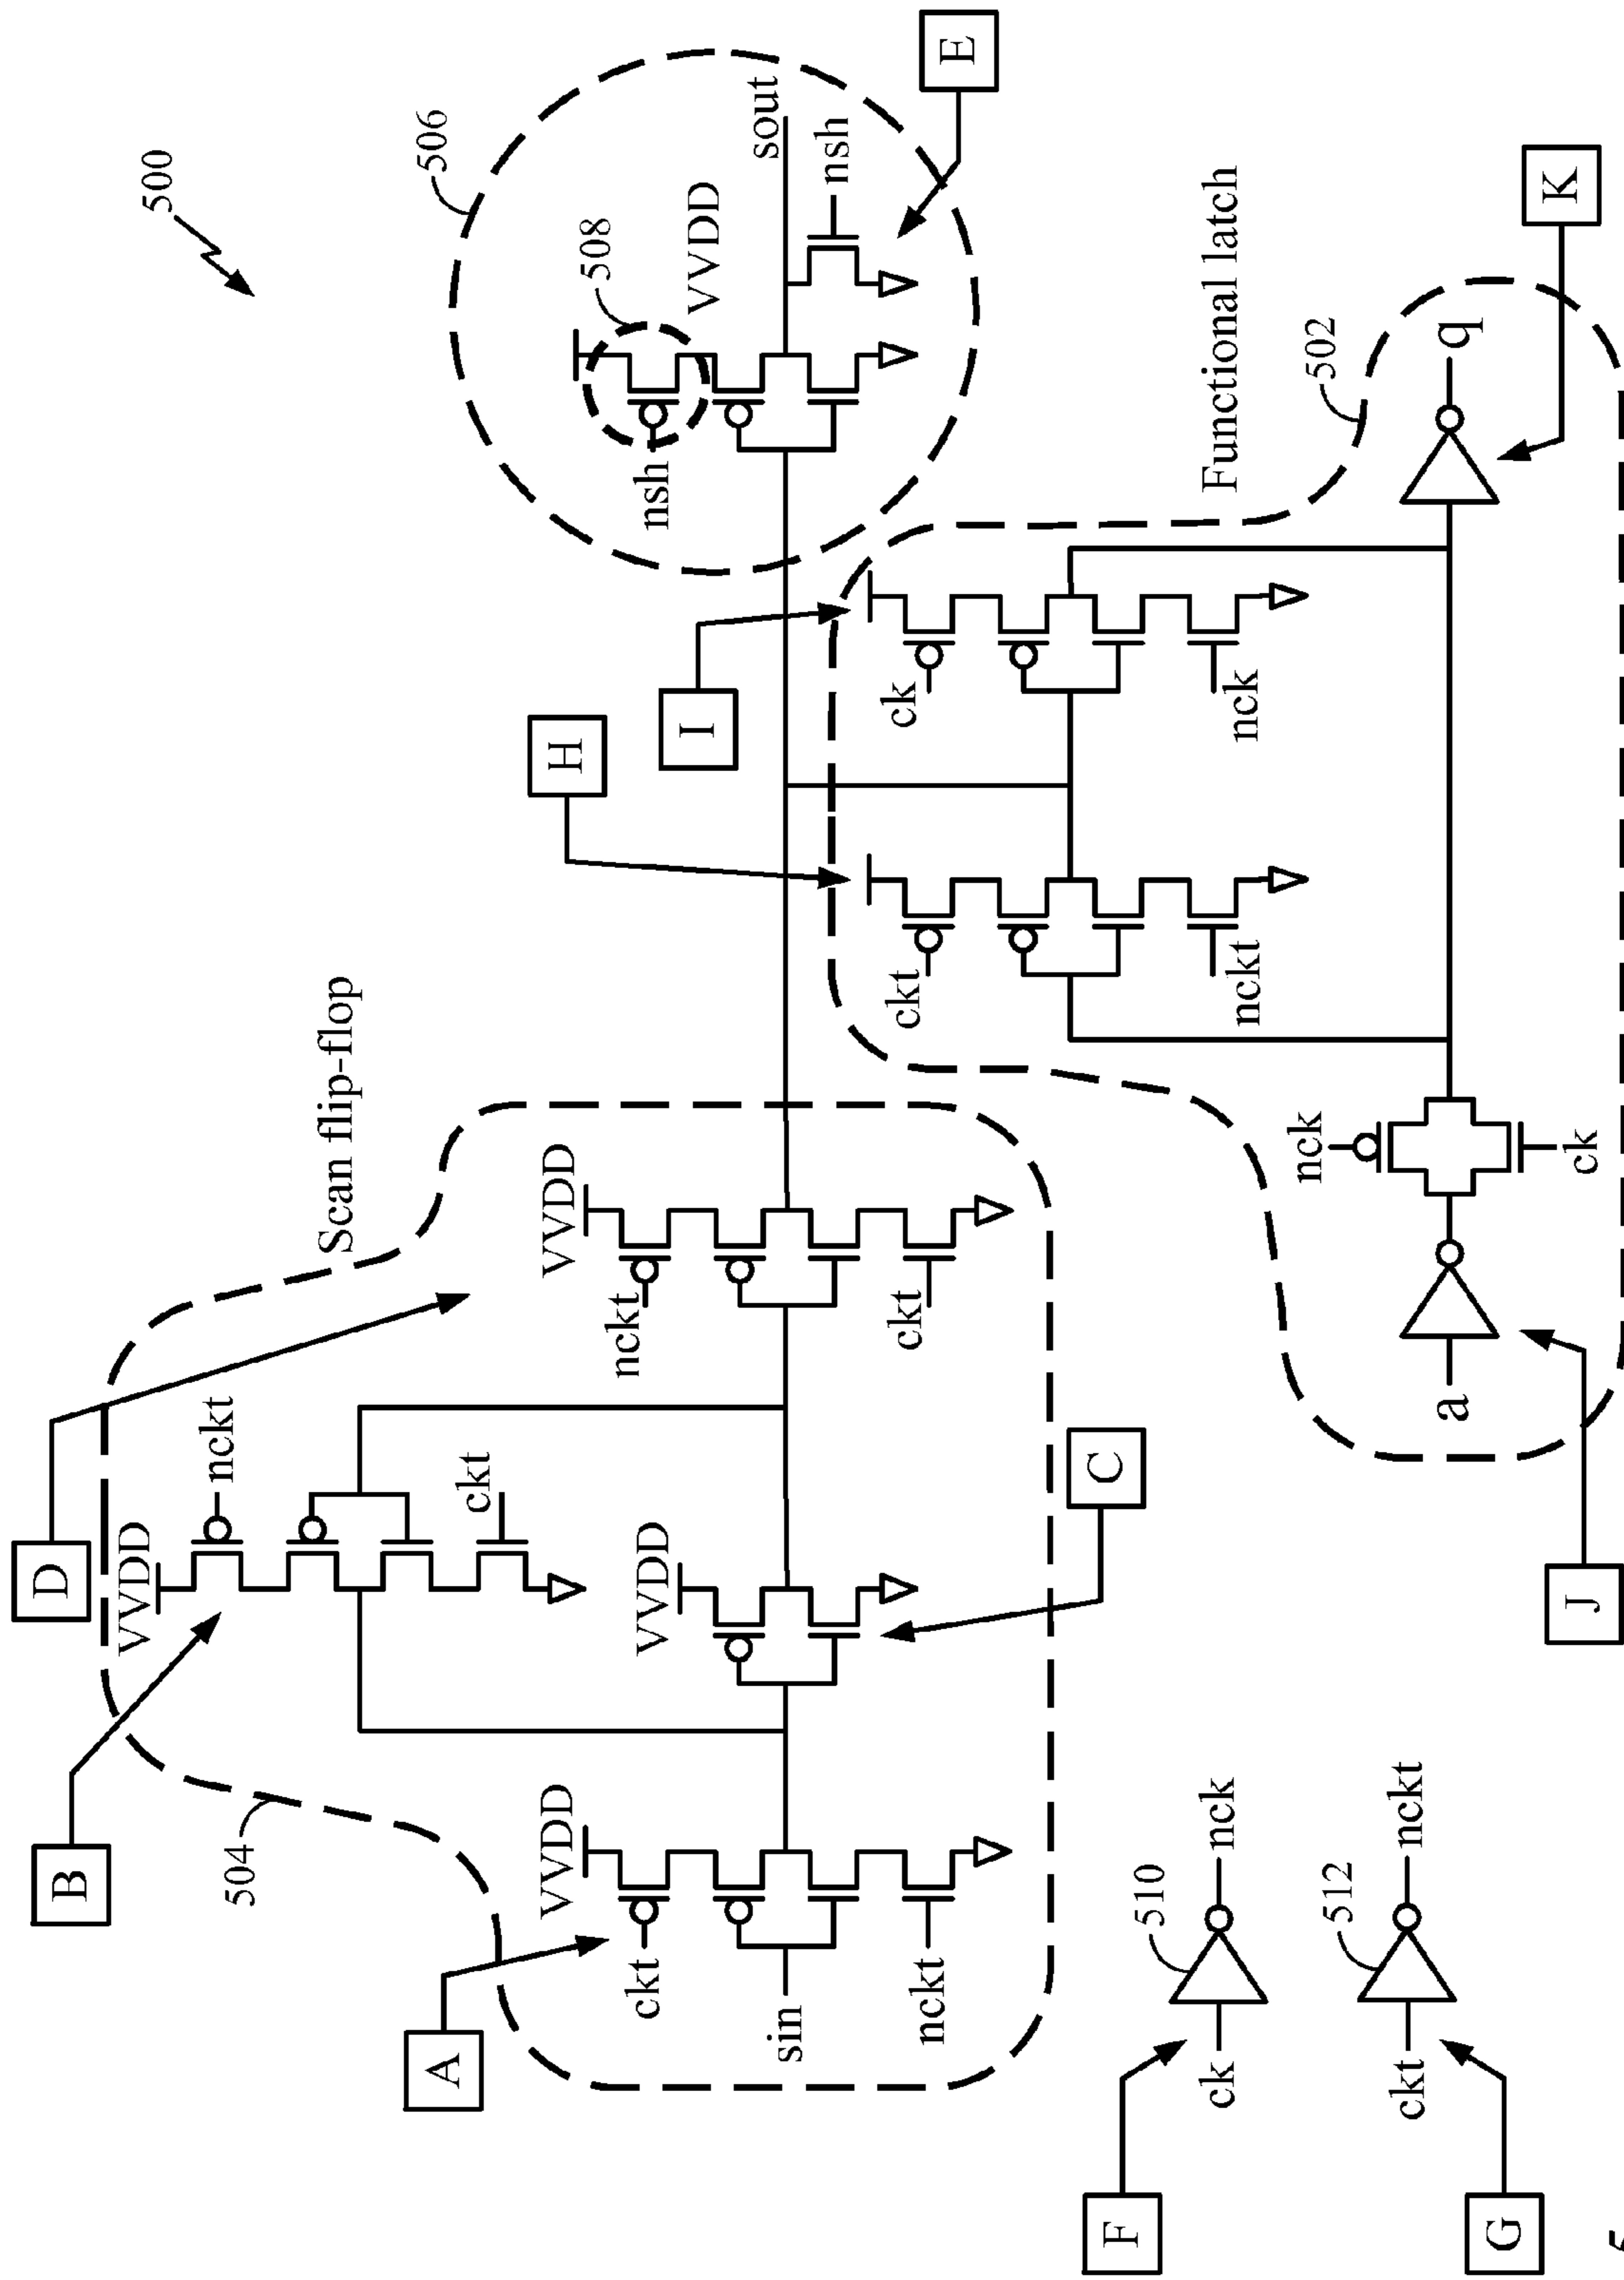 500
506
508
VVDD
sout
nsh
nsh
E
Scan flip-flop
D
VVDD
nckt
ckt
B
504
A
VVDD
ckt
sin
nckt
VVDD
C
VVDD
nckt
ckt
H
I
Functional latch
502
ckt
nckt
ck
nck
K
q
nck
ck
a
J
F
ck
510
nck
G
ckt
512
nckt